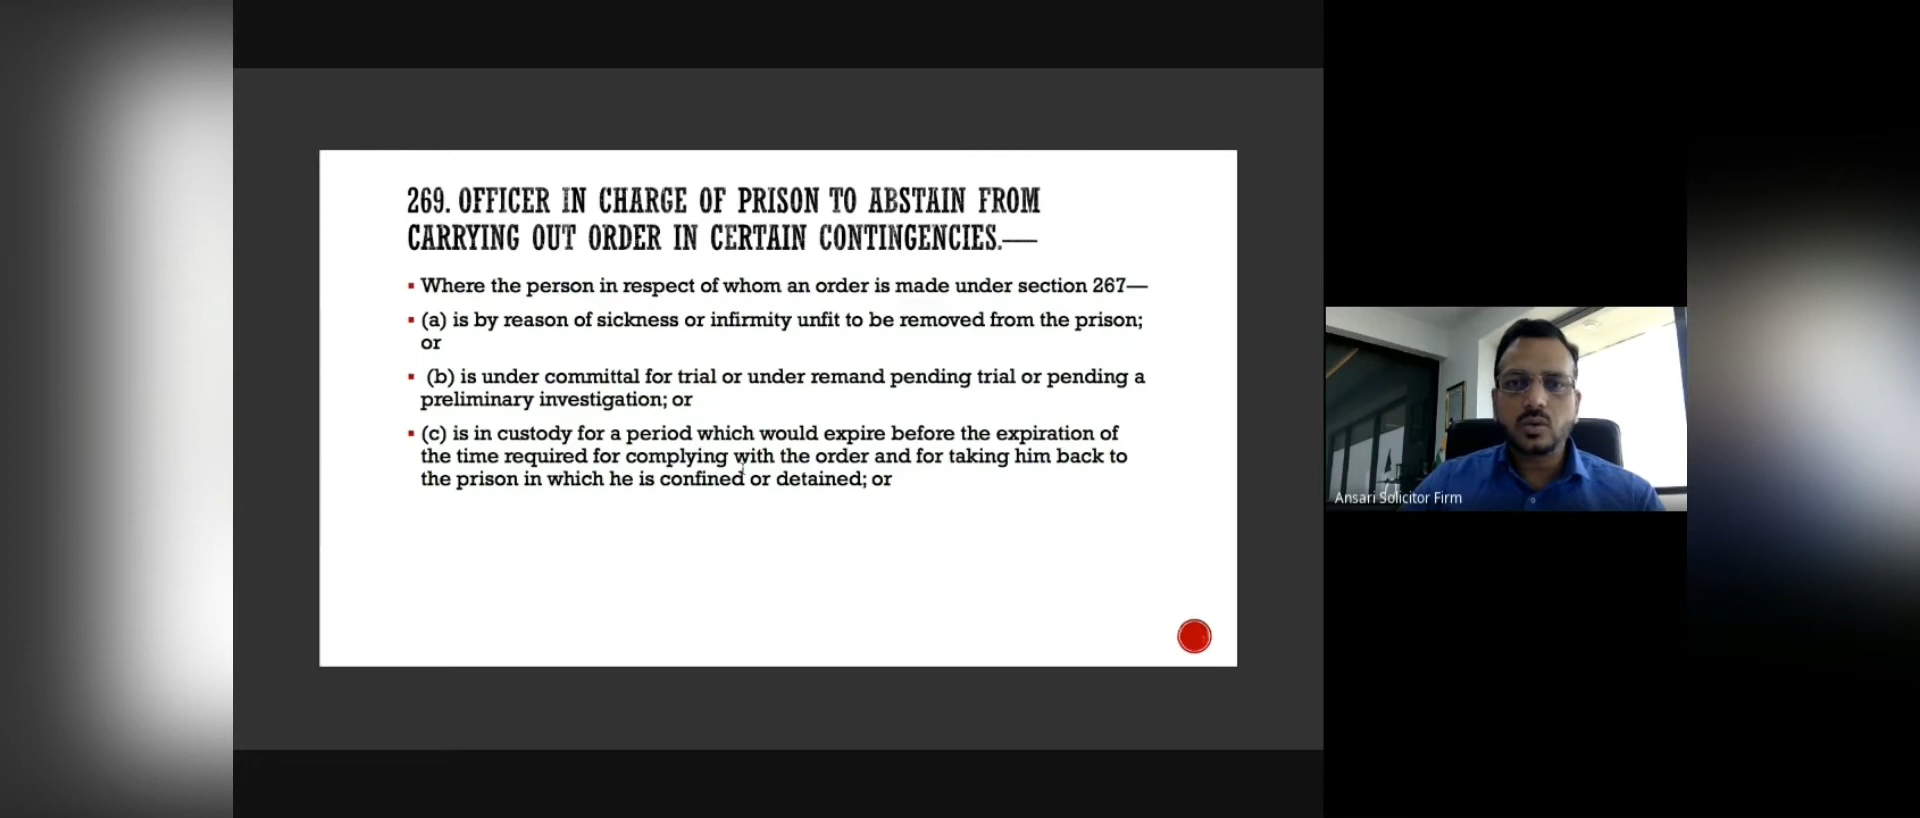 269. OFFICER IN CHARGE OF PRISON TO ABSTAIN FROM
CARRYING OUT ORDER IN CERTAIN CONTINGENCIES.—
▪ Where the person in respect of whom an order is made under section 267—
▪ (a) is by reason of sickness or infirmity unfit to be removed from the prison;
or
▪ (b) is under committal for trial or under remand pending trial or pending a
preliminary investigation; or
▪ (c) is in custody for a period which would expire before the expiration of
the time required for complying with the order and for taking him back to
the prison in which he is confined or detained; or
Ansari Solicitor Firm